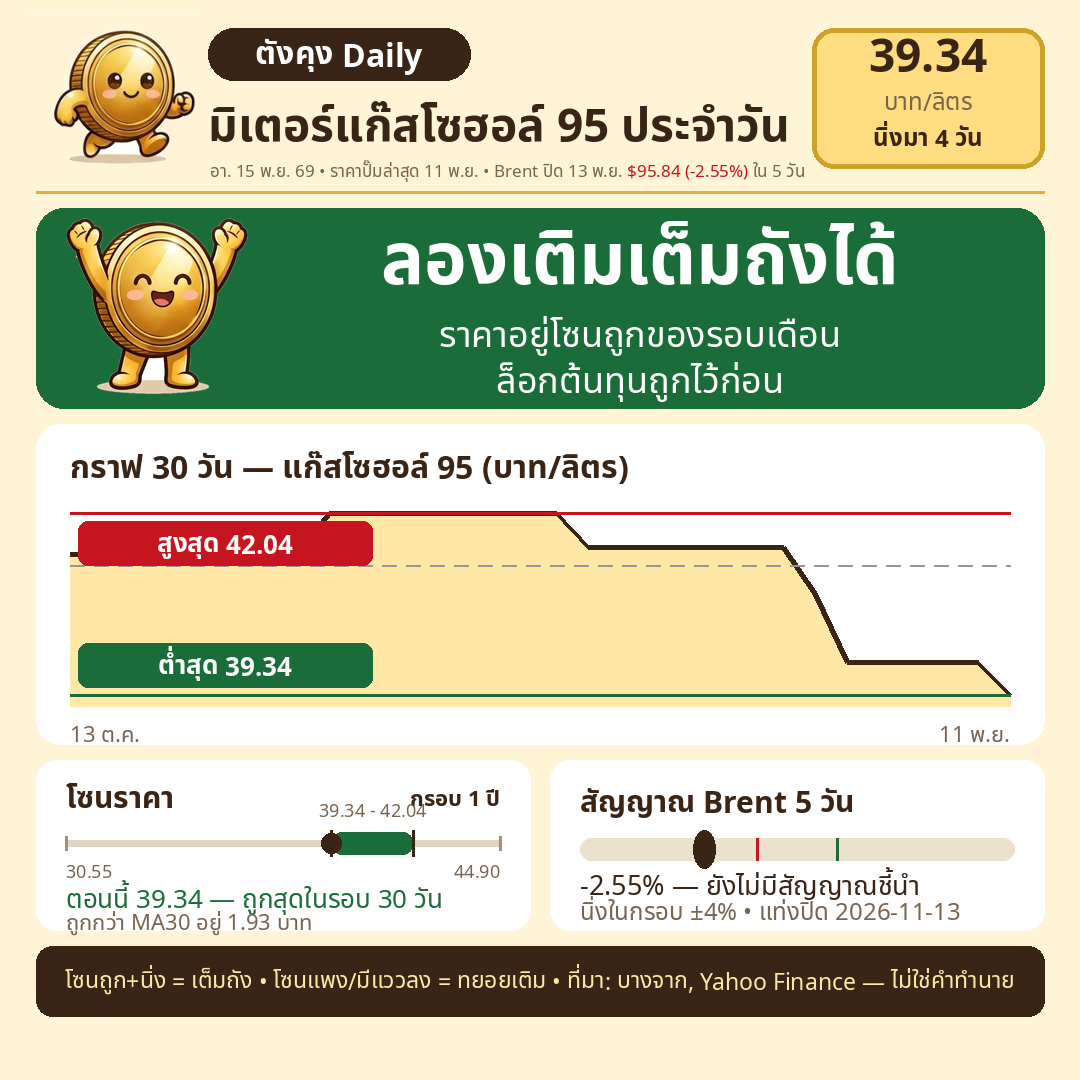 ตังคุง Daily
39.34
บาท/ลิตร
นิ่งมา 4 วัน
มิเตอร์แก๊สโซฮอล์ 95 ประจำวัน
อา. 15 พ.ย. 69 • ราคาปั๊มล่าสุด 11 พ.ย. • Brent ปิด 13 พ.ย. $95.84 (-2.55%) ใน 5 วัน
ลองเติมเต็มถังได้
ราคาอยู่โซนถูกของรอบเดือน
ล็อกต้นทุนถูกไว้ก่อน
กราฟ 30 วัน — แก๊สโซฮอล์ 95 (บาท/ลิตร)
สูงสุด 42.04
ต่ำสุด 39.34
13 ต.ค.
11 พ.ย.
โซนราคา
กรอบ 1 ปี
39.34 - 42.04
30.55
44.90
ตอนนี้ 39.34 — ถูกสุดในรอบ 30 วัน
ถูกกว่า MA30 อยู่ 1.93 บาท
สัญญาณ Brent 5 วัน
-2.55% — ยังไม่มีสัญญาณชี้นำ
นิ่งในกรอบ ±4% • แท่งปิด 2026-11-13
โซนถูก+นิ่ง = เต็มถัง • โซนแพง/มีแววลง = ทยอยเติม • ที่มา: บางจาก, Yahoo Finance — ไม่ใช่คำทำนาย